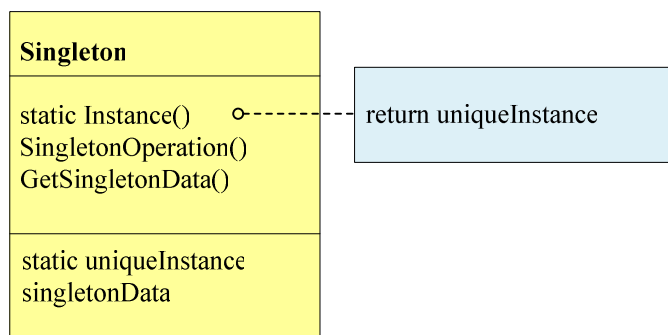 Singleton
static Instance()
return uniqueInstance
SingletonOperation()
GetSingletonData()
static uniqueInstance
singletonData